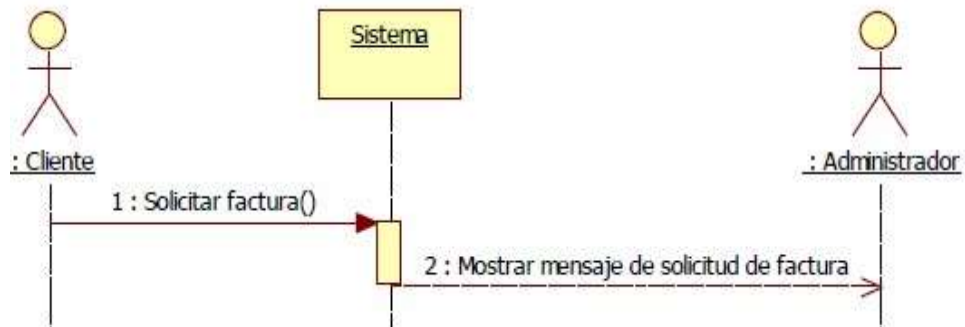 Sistema
: Cliente
: Administrador
1 : Solicitar factura()
2 : Mostrar mensaje de solicitud de factura